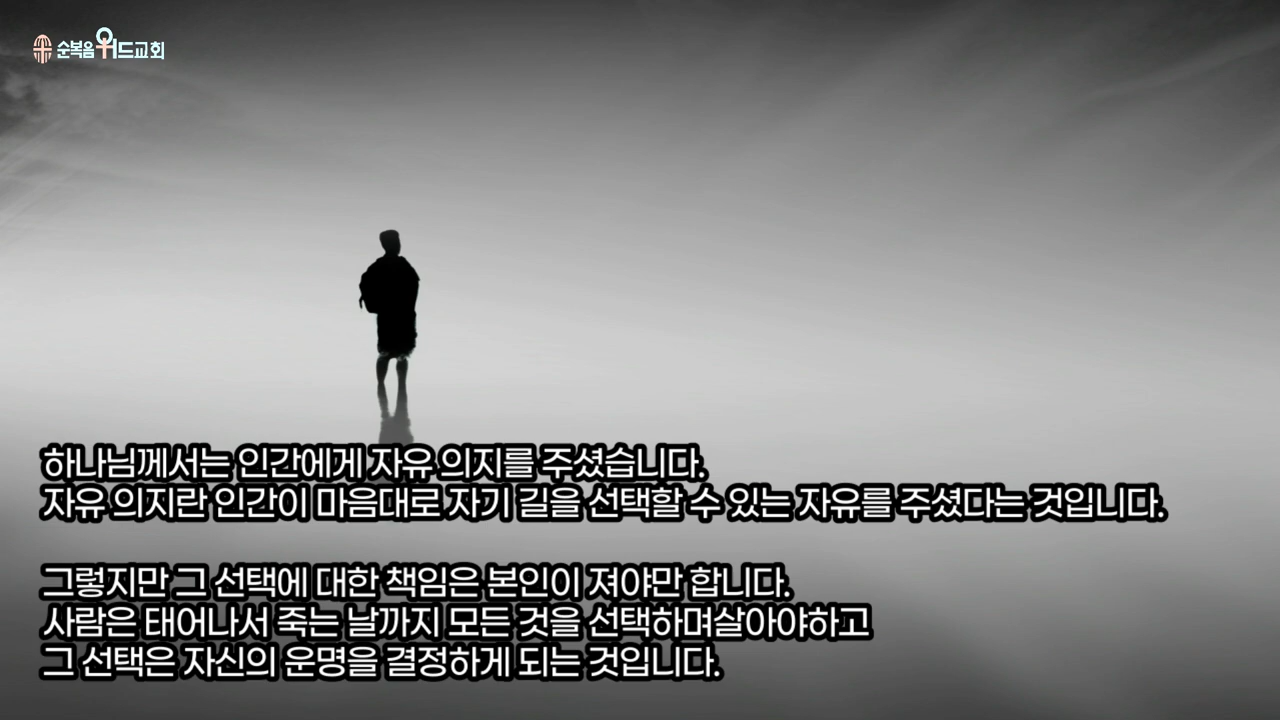 순복음워드교회
하나님께서는 인간에게 자유 의지를 주셨습니다.
자유 의지란 인간이 마음대로 자기 길을 선택할 수 있는 자유를 주셨다는 것입니다.
그렇지만 그 선택에 대한 책임은 본인이 져야만 합니다.
사람은 태어나서 죽는 날까지 모든 것을 선택하며살아야하고
그 선택은 자신의 운명을 결정하게 되는 것입니다.